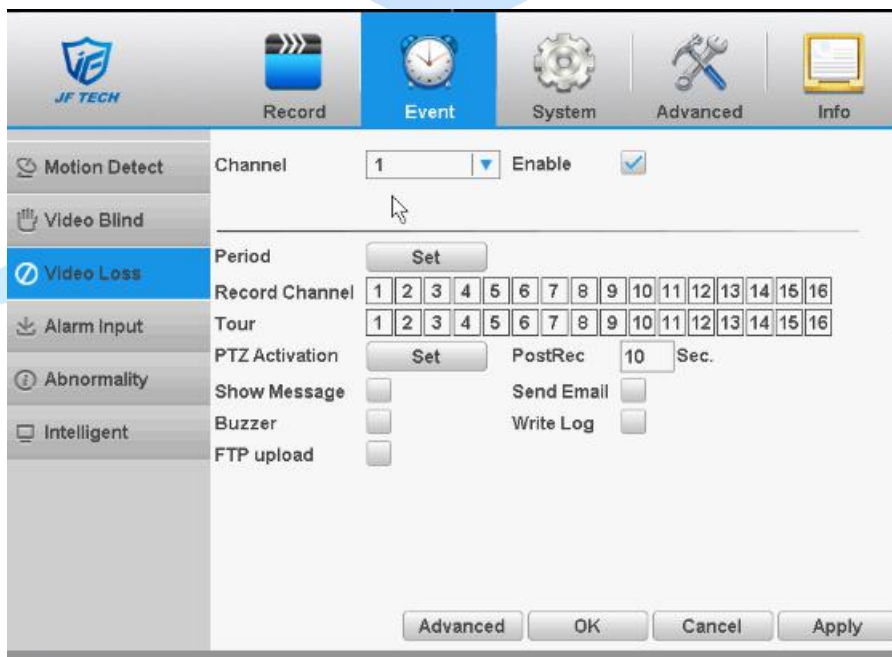 JF TECH
Record Event System Advanced Info
Motion Detect
Video Blind
Video Loss
Alarm Input
Abnormality
Intelligent
Channel 1 Enable
Period Set
Record Channel 1 2 3 4 5 6 7 8 9 10 11 12 13 14 15 16
Tour 1 2 3 4 5 6 7 8 9 10 11 12 13 14 15 16
PTZ Activation Set PostRec 10 Sec.
Show Message Send Email
Buzzer Write Log
FTP upload
Advanced OK Cancel Apply